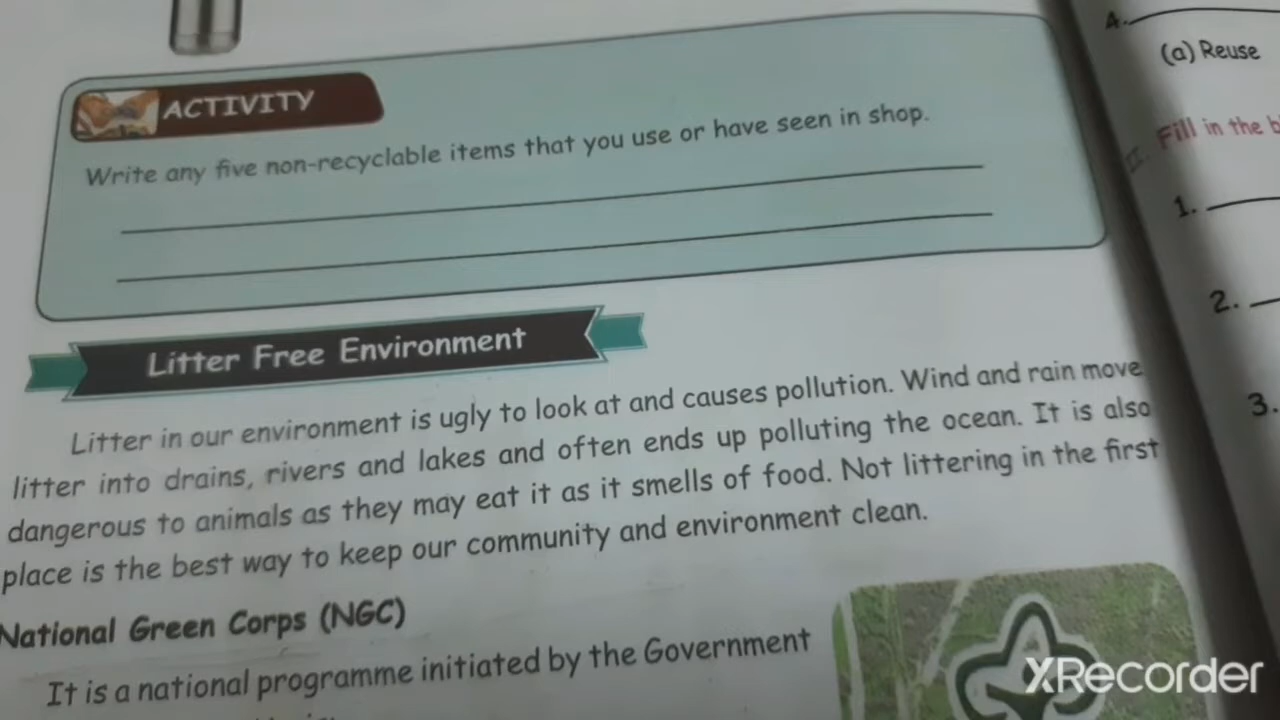 ACTIVITY
Write any five non-recyclable items that you use or have seen in shop.
Litter Free Environment
Litter in our environment is ugly to look at and causes pollution. Wind and rain move
litter into drains, rivers and lakes and often ends up polluting the ocean. It is also
dangerous to animals as they may eat it as it smells of food. Not littering in the first
place is the best way to keep our community and environment clean.
National Green Corps (NGC)
It is a national programme initiated by the Government
4.
(a) Reuse
II. Fill in the
1.
2.
3.
XRecorder